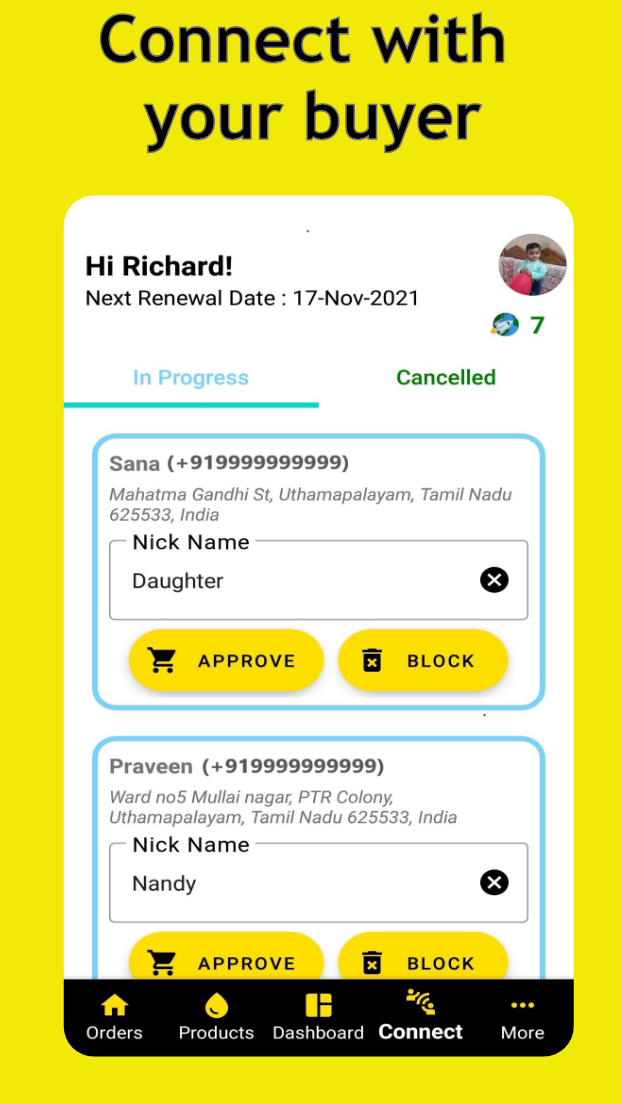 Connect with
your buyer
Hi Richard!
Next Renewal Date : 17-Nov-2021
7
In Progress
Cancelled
Sana (+919999999999)
Mahatma Gandhi St, Uthamapalayam, Tamil Nadu
625533, India
Nick Name
Daughter
APPROVE
BLOCK
Praveen (+919999999999)
Ward no5 Mullai nagar, PTR Colony,
Uthamapalayam, Tamil Nadu 625533, India
Nick Name
Nandy
APPROVE
BLOCK
Orders
Products
Dashboard
Connect
More